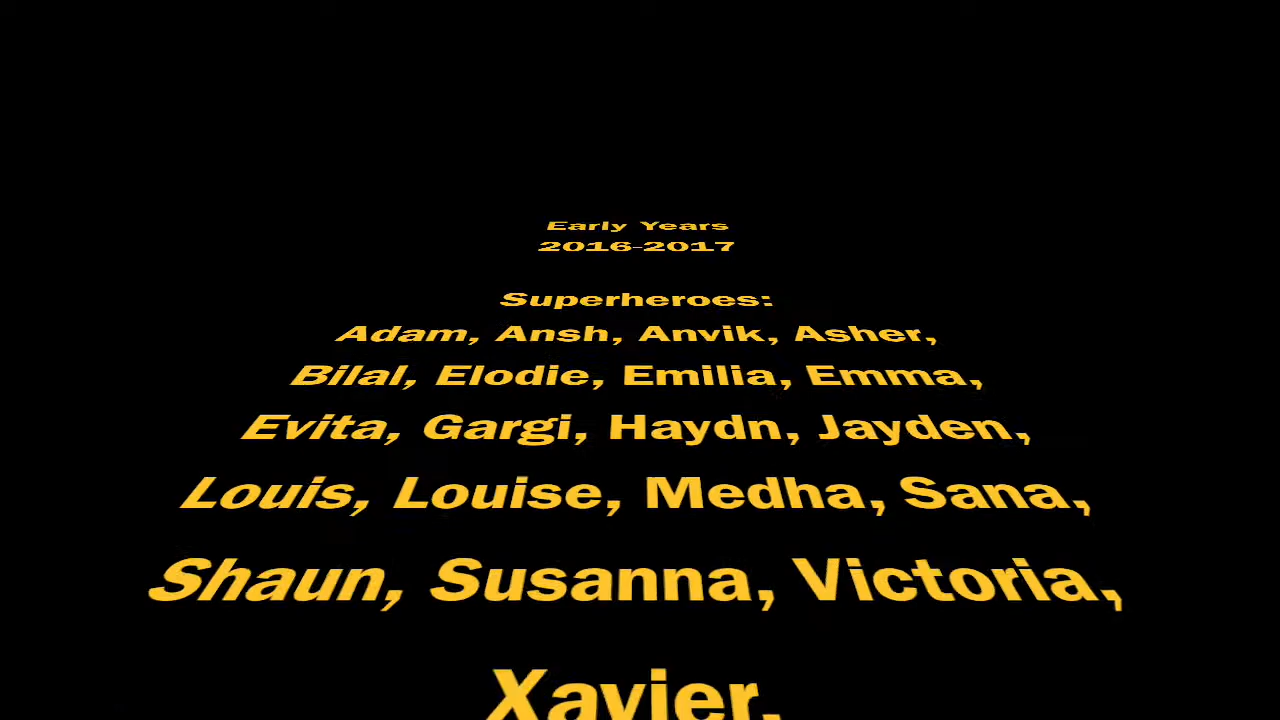 Early Years
2016-2017
Superheroes:
Adam, Ansh, Anvik, Asher,
Bilal, Elodie, Emilia, Emma,
Evita, Gargi, Haydn, Jayden,
Louis, Louise, Medha, Sana,
Shaun, Susanna, Victoria,
Xavier,